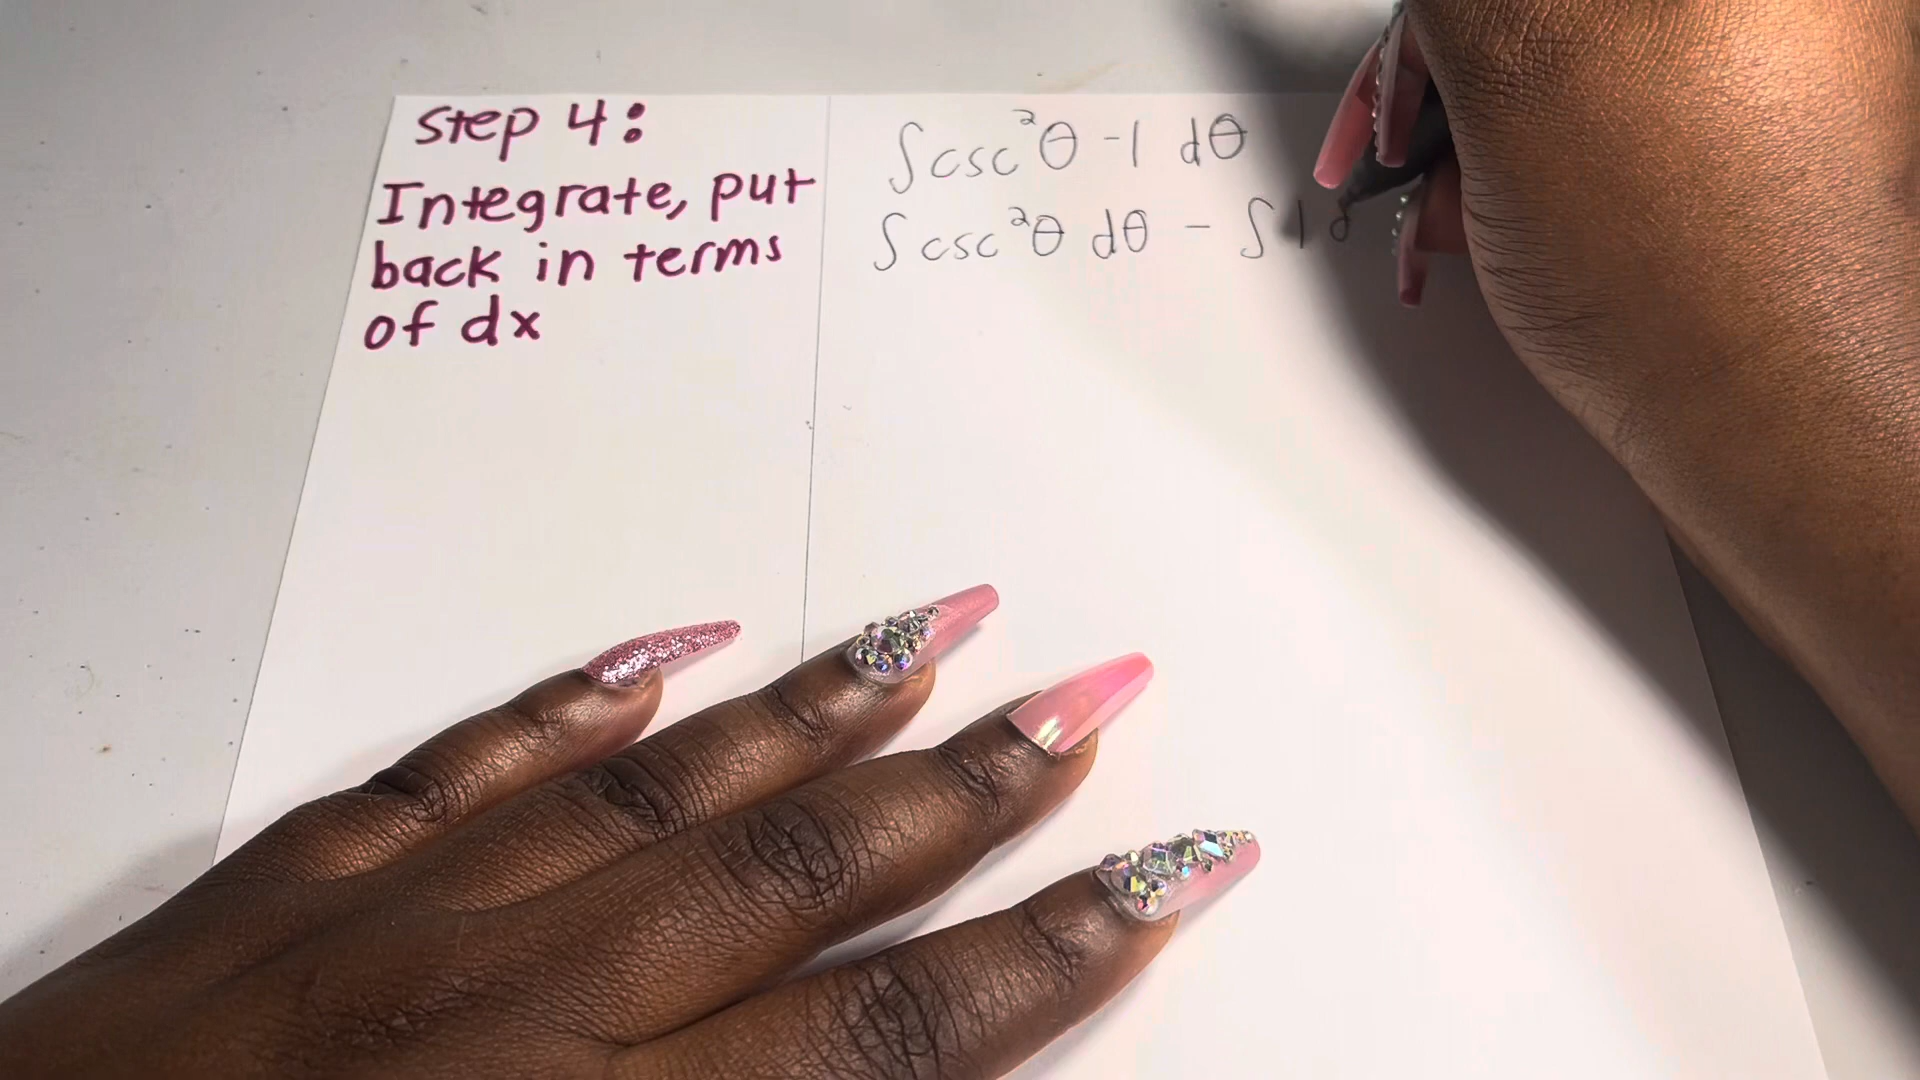 Step 4:
Integrate, put
back in terms
of dx
∫csc²θ -1 dθ
∫csc²θ dθ - ∫1 d